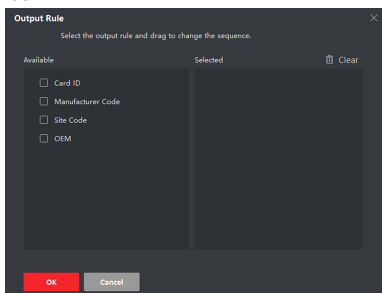 Output Rule
Select the output rule and drag to change the sequence.
Available
Selected
Clear
Card ID
Manufacturer Code
Site Code
OEM
OK
Cancel